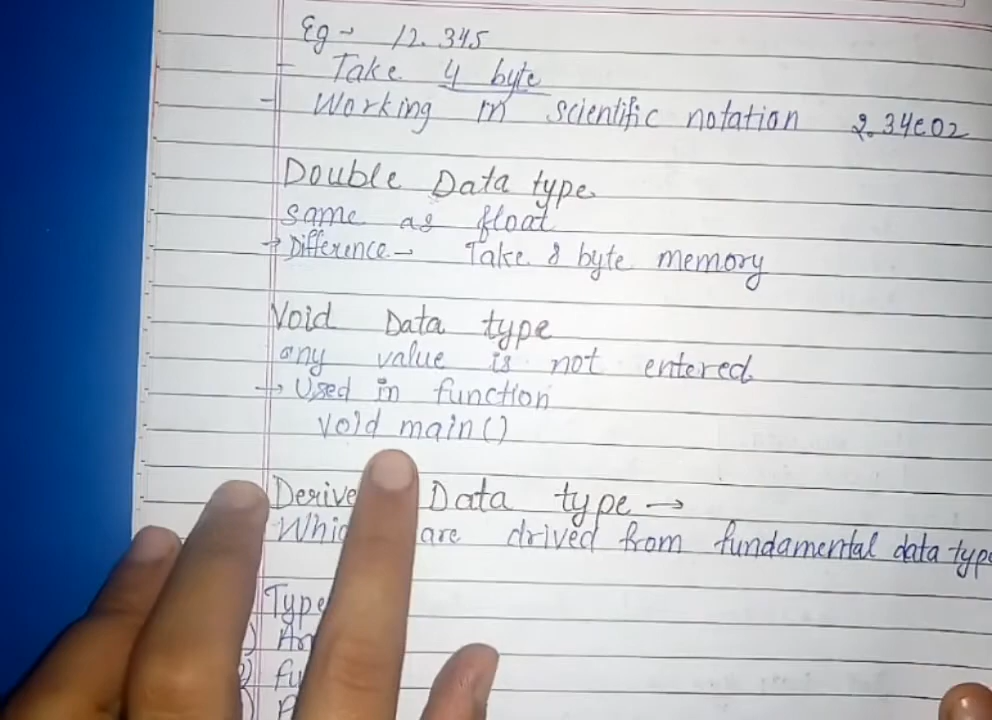 Eg → 12.345
- Take 4 byte
- Working in scientific notation 2.34e02
Double Data type
same as float
→ Difference - Take 8 byte memory
Void Data type
any value is not entered
→ Used in function
void main()
Data type →
are drived from fundamental data type